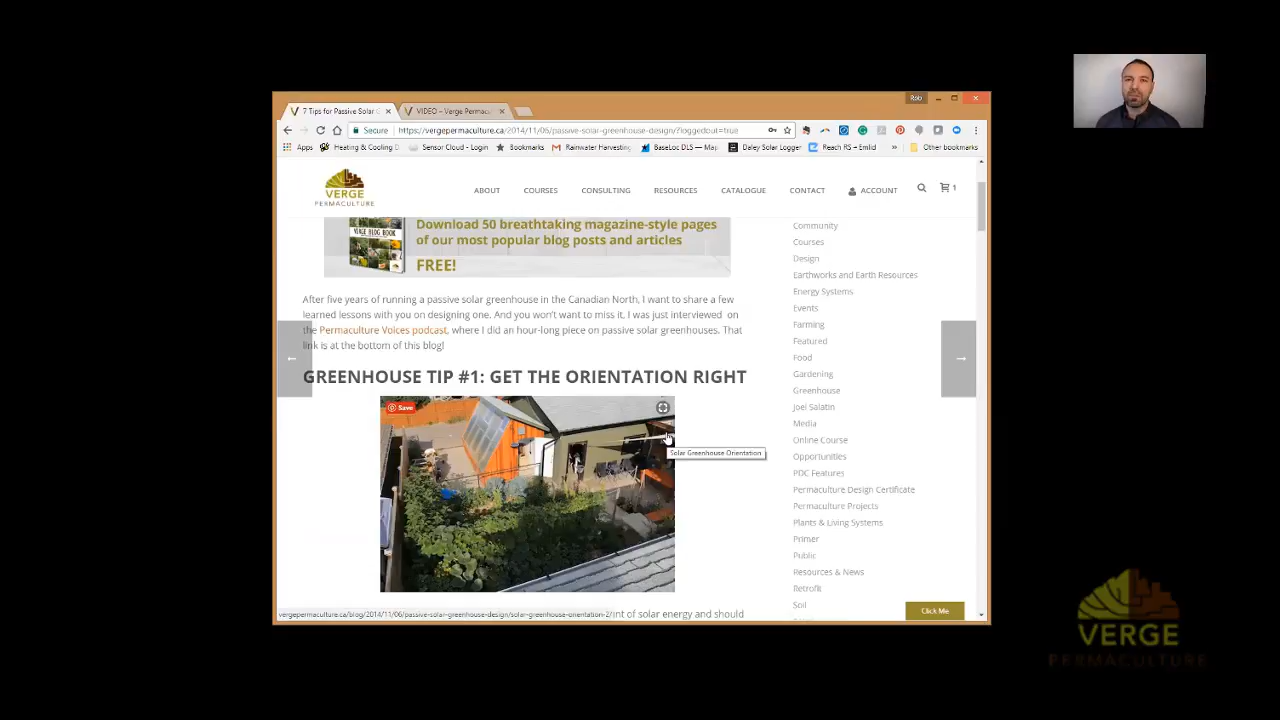 Rob
7 Tips for Passive Solar G
VIDEO – Verge Permacu
Secure
https://vergepermaculture.ca/2014/11/06/passive-solar-greenhouse-design/?loggedout=true
Apps
Heating & Cooling D
Sensor Cloud - Login
Bookmarks
Rainwater Harvesting
BaseLoc DLS — Map
Daley Solar Logger
Reach RS – Emlid
»
Other bookmarks
VERGE
PERMACULTURE
ABOUT
COURSES
CONSULTING
RESOURCES
CATALOGUE
CONTACT
ACCOUNT
1
VERGE BLOG BOOK
Download 50 breathtaking magazine-style pages
of our most popular blog posts and articles
FREE!
After five years of running a passive solar greenhouse in the Canadian North, I want to share a few
learned lessons with you on designing one. And you won't want to miss it, I was just interviewed on
the Permaculture Voices podcast, where I did an hour-long piece on passive solar greenhouses. That
link is at the bottom of this blog!
GREENHOUSE TIP #1: GET THE ORIENTATION RIGHT
Save
Solar Greenhouse Orientation
vergepermaculture.ca/blog/2014/11/06/passive-solar-greenhouse-design/solar-greenhouse-orientation-2/
int of solar energy and should
Community
Courses
Design
Earthworks and Earth Resources
Energy Systems
Events
Farming
Featured
Food
Gardening
Greenhouse
Joel Salatin
Media
Online Course
Opportunities
PDC Features
Permaculture Design Certificate
Permaculture Projects
Plants & Living Systems
Primer
Public
Resources & News
Retrofit
Soil
Click Me
VERGE
PERMACULTURE